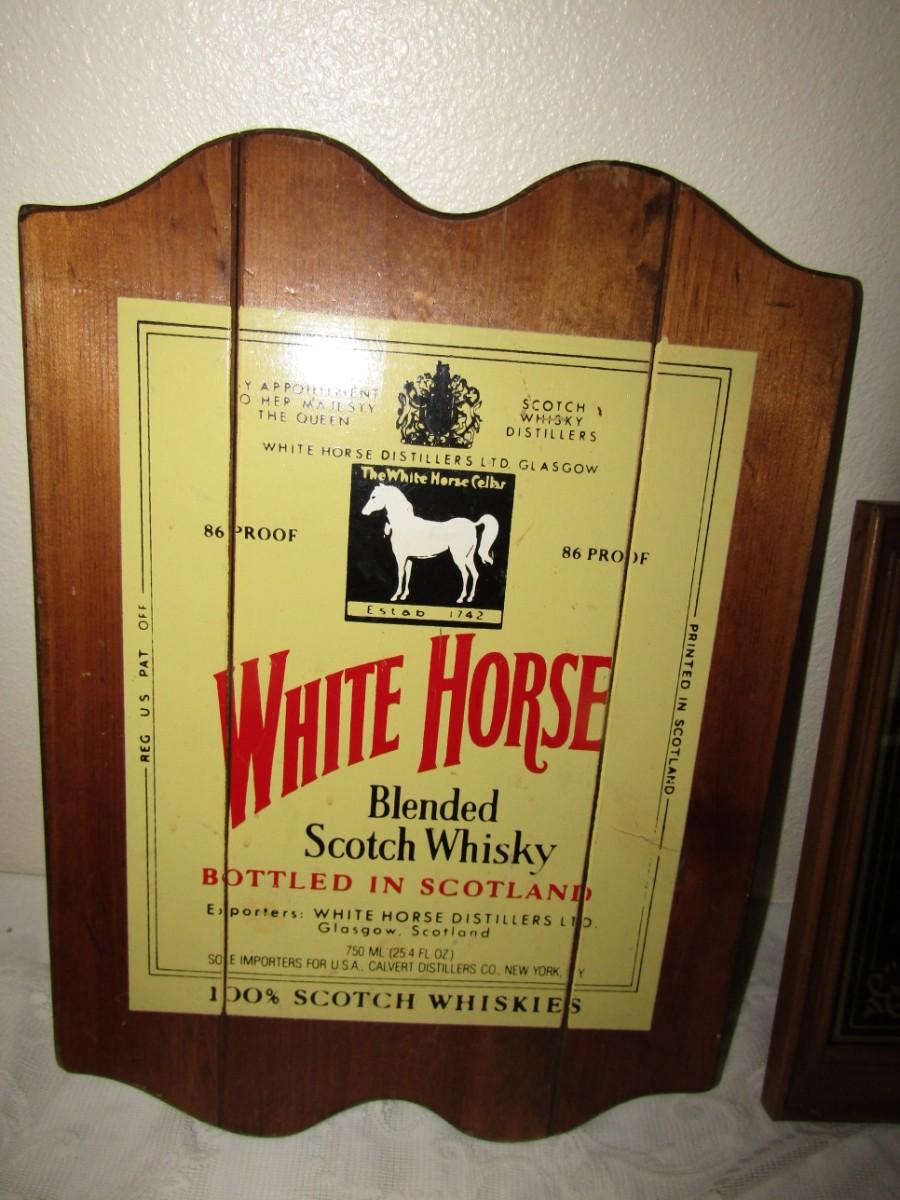 Y APPOINTMENT
O HER MAJESTY
THE QUEEN
SCOTCH
WHISKY
DISTILLERS
WHITE HORSE DISTILLERS LTD. GLASGOW
The White Horse Cellar
86 PROOF
86 PROOF
Estab 1742
REG US PAT OFF
PRINTED IN SCOTLAND
WHITE HORSE
Blended
Scotch Whisky
BOTTLED IN SCOTLAND
Exporters: WHITE HORSE DISTILLERS LTD.
Glasgow, Scotland
750 ML (25.4 FL. OZ.)
SOLE IMPORTERS FOR U.S.A., CALVERT DISTILLERS CO., NEW YORK, Y
100% SCOTCH WHISKIES